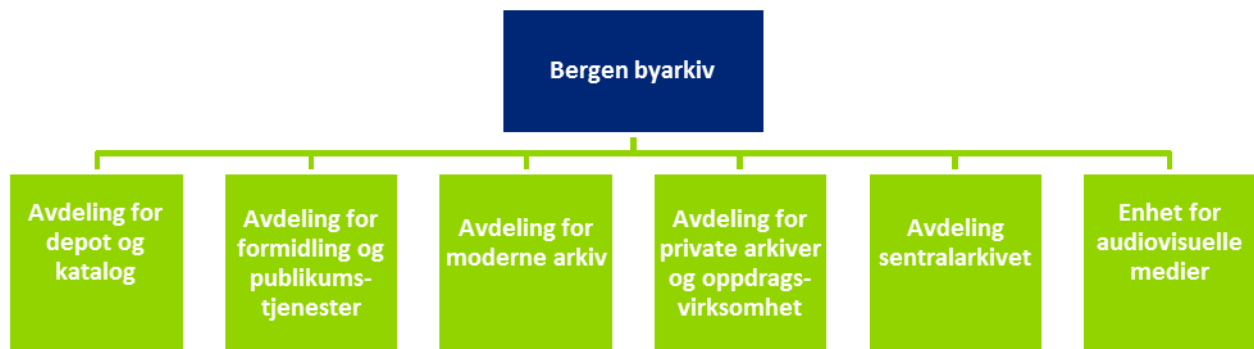 Bergen byarkiv
Avdeling for
depot og
katalog
Avdeling for
formidling og
publikums-
tjenester
Avdeling for
moderne arkiv
Avdeling for
private arkiver
og oppdrags-
virksomhet
Avdeling
sentralarkivet
Enhet for
audiovisuelle
medier